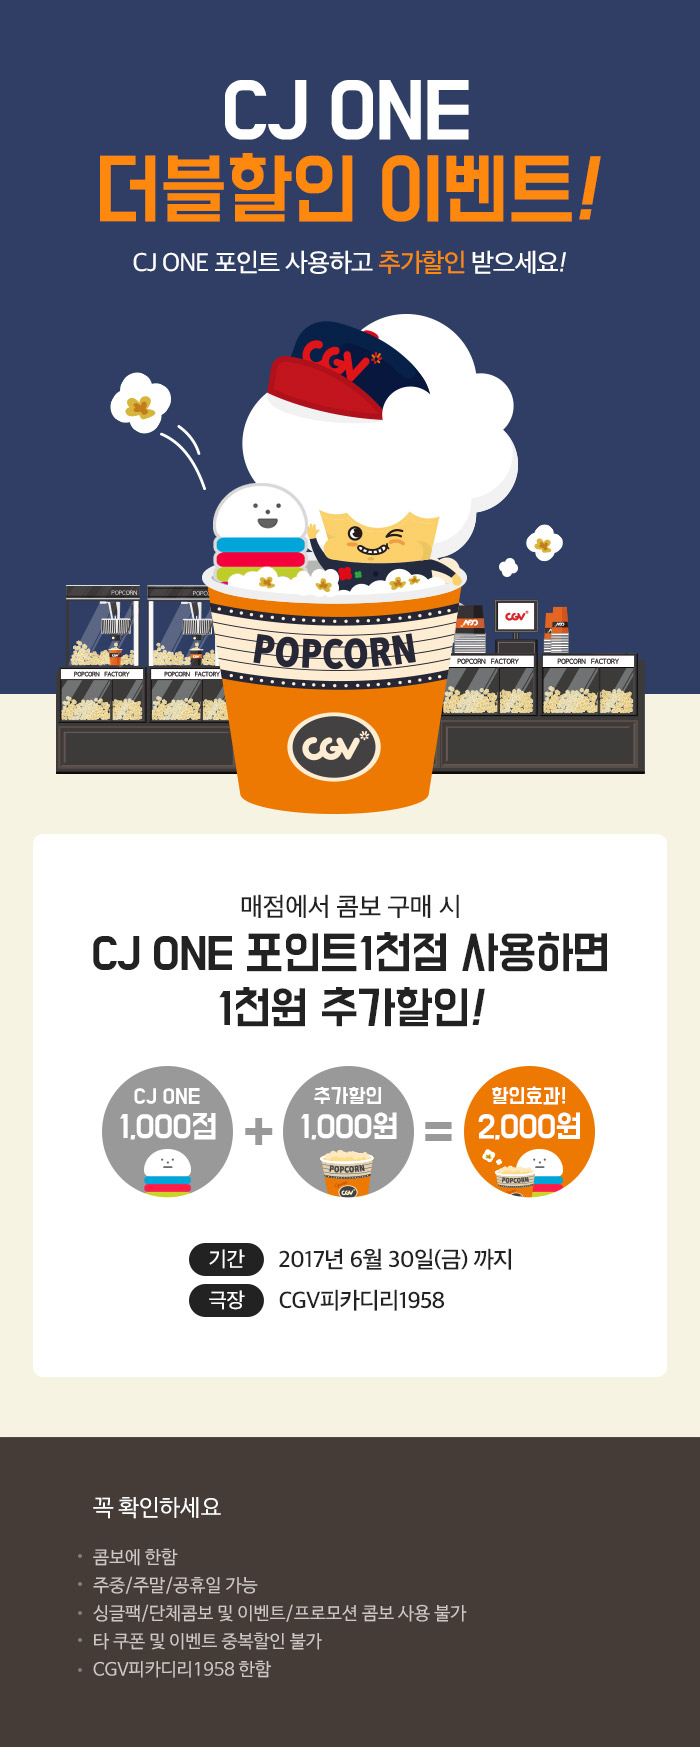 CJ ONE
더블할인 이벤트!
CJ ONE 포인트 사용하고 추가할인 받으세요!
CGV
POPCORN
POPCORN FACTORY
POPCORN FACTORY
CGV
POPCORN FACTORY
POPCORN FACTORY
POPCORN
CGV
매점에서 콤보 구매 시
CJ ONE 포인트1천점 사용하면
1천원 추가할인!
CJ ONE
1,000점
+
추가할인
1,000원
POPCORN
CGV
=
할인효과!
2,000원
POPCORN
기간 2017년 6월 30일(금) 까지
극장 CGV피카디리1958
꼭 확인하세요
• 콤보에 한함
• 주중/주말/공휴일 가능
• 싱글팩/단체콤보 및 이벤트/프로모션 콤보 사용 불가
• 타 쿠폰 및 이벤트 중복할인 불가
• CGV피카디리1958 한함